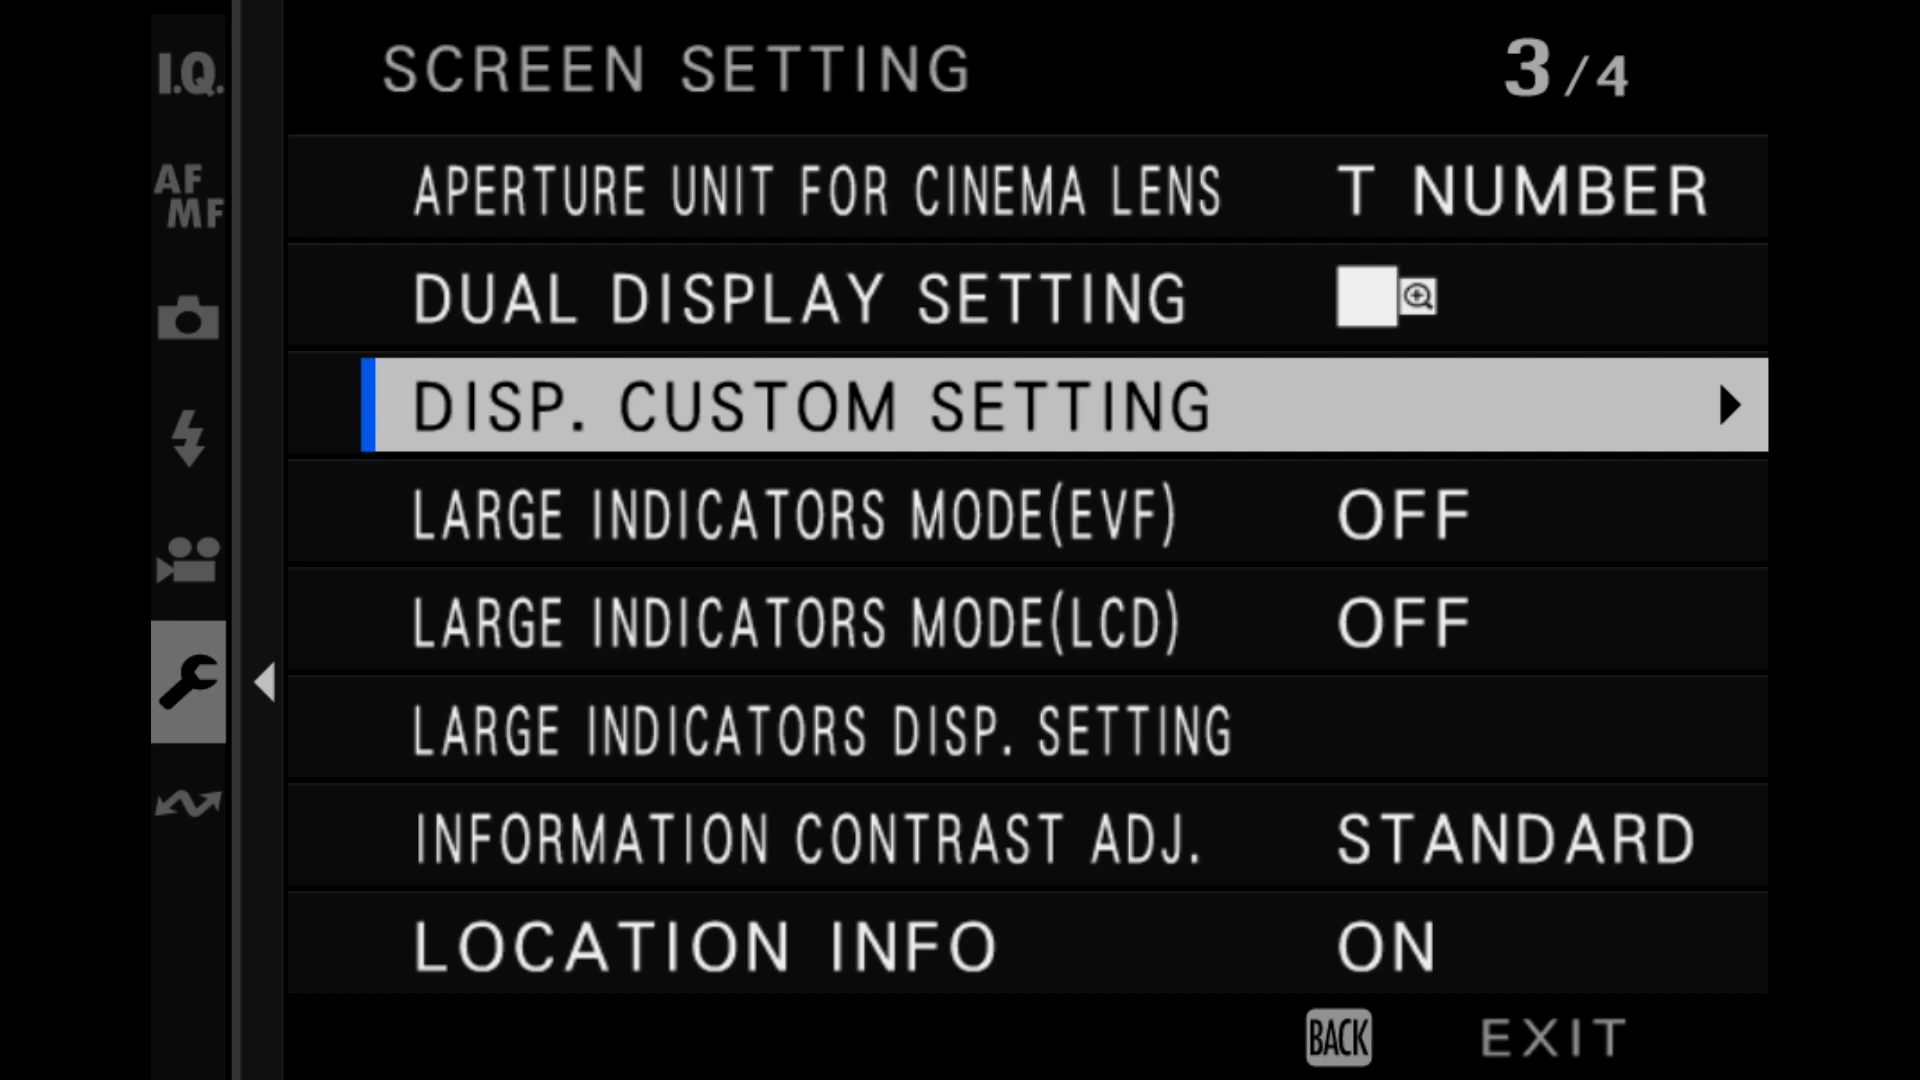 I.Q.
SCREEN SETTING 3/4
AF
MF
APERTURE UNIT FOR CINEMA LENS T NUMBER
DUAL DISPLAY SETTING
DISP. CUSTOM SETTING
LARGE INDICATORS MODE(EVF) OFF
LARGE INDICATORS MODE(LCD) OFF
LARGE INDICATORS DISP. SETTING
INFORMATION CONTRAST ADJ. STANDARD
LOCATION INFO ON
BACK EXIT